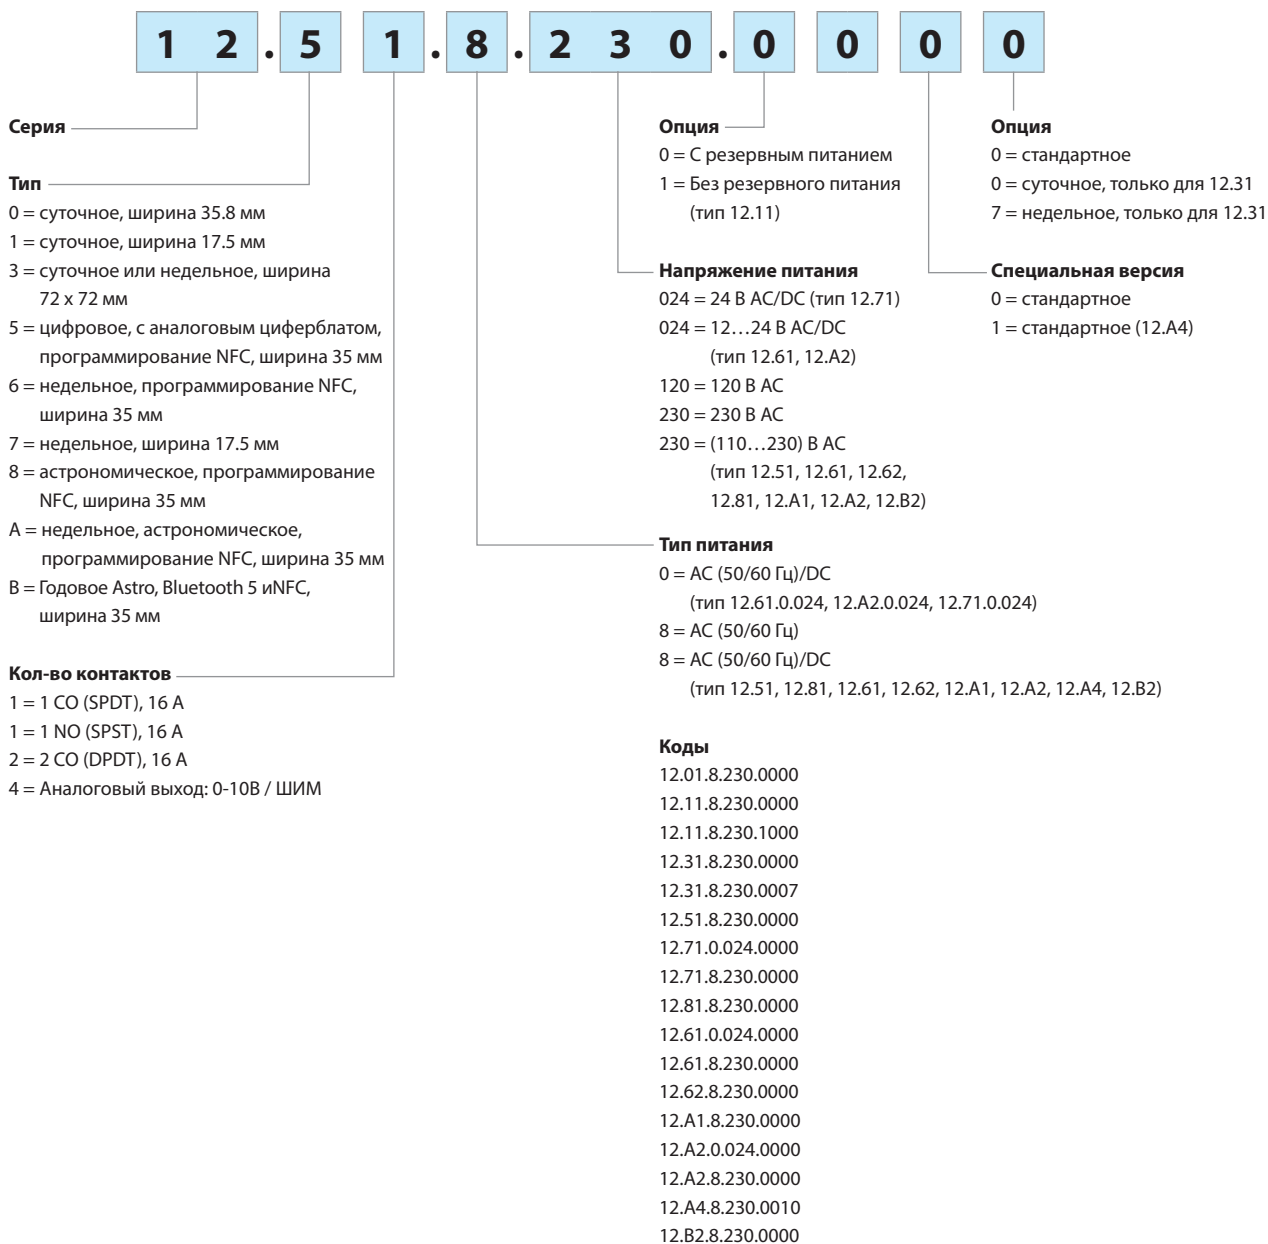 12.51.8.230.0000
Серия
Тип
0 = суточное, ширина 35.8 мм
1 = суточное, ширина 17.5 мм
3 = суточное или недельное, ширина
72 x 72 мм
5 = цифровое, с аналоговым циферблатом,
программирование NFC, ширина 35 мм
6 = недельное, программирование NFC,
ширина 35 мм
7 = недельное, ширина 17.5 мм
8 = астрономическое, программирование
NFC, ширина 35 мм
A = недельное, астрономическое,
программирование NFC, ширина 35 мм
B = Годовое Astro, Bluetooth 5 иNFC,
ширина 35 мм
Кол-во контактов
1 = 1 CO (SPDT), 16 A
1 = 1 NO (SPST), 16 A
2 = 2 CO (DPDT), 16 A
4 = Аналоговый выход: 0-10В / ШИМ
Опция
0 = С резервным питанием
1 = Без резервного питания
(тип 12.11)
Напряжение питания
024 = 24 В AC/DC (тип 12.71)
024 = 12…24 В AC/DC
(тип 12.61, 12.A2)
120 = 120 В AC
230 = 230 В AC
230 = (110…230) В AC
(тип 12.51, 12.61, 12.62,
12.81, 12.A1, 12.A2, 12.B2)
Тип питания
0 = AC (50/60 Гц)/DC
(тип 12.61.0.024, 12.A2.0.024, 12.71.0.024)
8 = AC (50/60 Гц)
8 = AC (50/60 Гц)/DC
(тип 12.51, 12.81, 12.61, 12.62, 12.A1, 12.A2, 12.A4, 12.B2)
Коды
12.01.8.230.0000
12.11.8.230.0000
12.11.8.230.1000
12.31.8.230.0000
12.31.8.230.0007
12.51.8.230.0000
12.71.0.024.0000
12.71.8.230.0000
12.81.8.230.0000
12.61.0.024.0000
12.61.8.230.0000
12.62.8.230.0000
12.A1.8.230.0000
12.A2.0.024.0000
12.A2.8.230.0000
12.A4.8.230.0010
12.B2.8.230.0000
Опция
0 = стандартное
0 = суточное, только для 12.31
7 = недельное, только для 12.31
Специальная версия
0 = стандартное
1 = стандартное (12.A4)